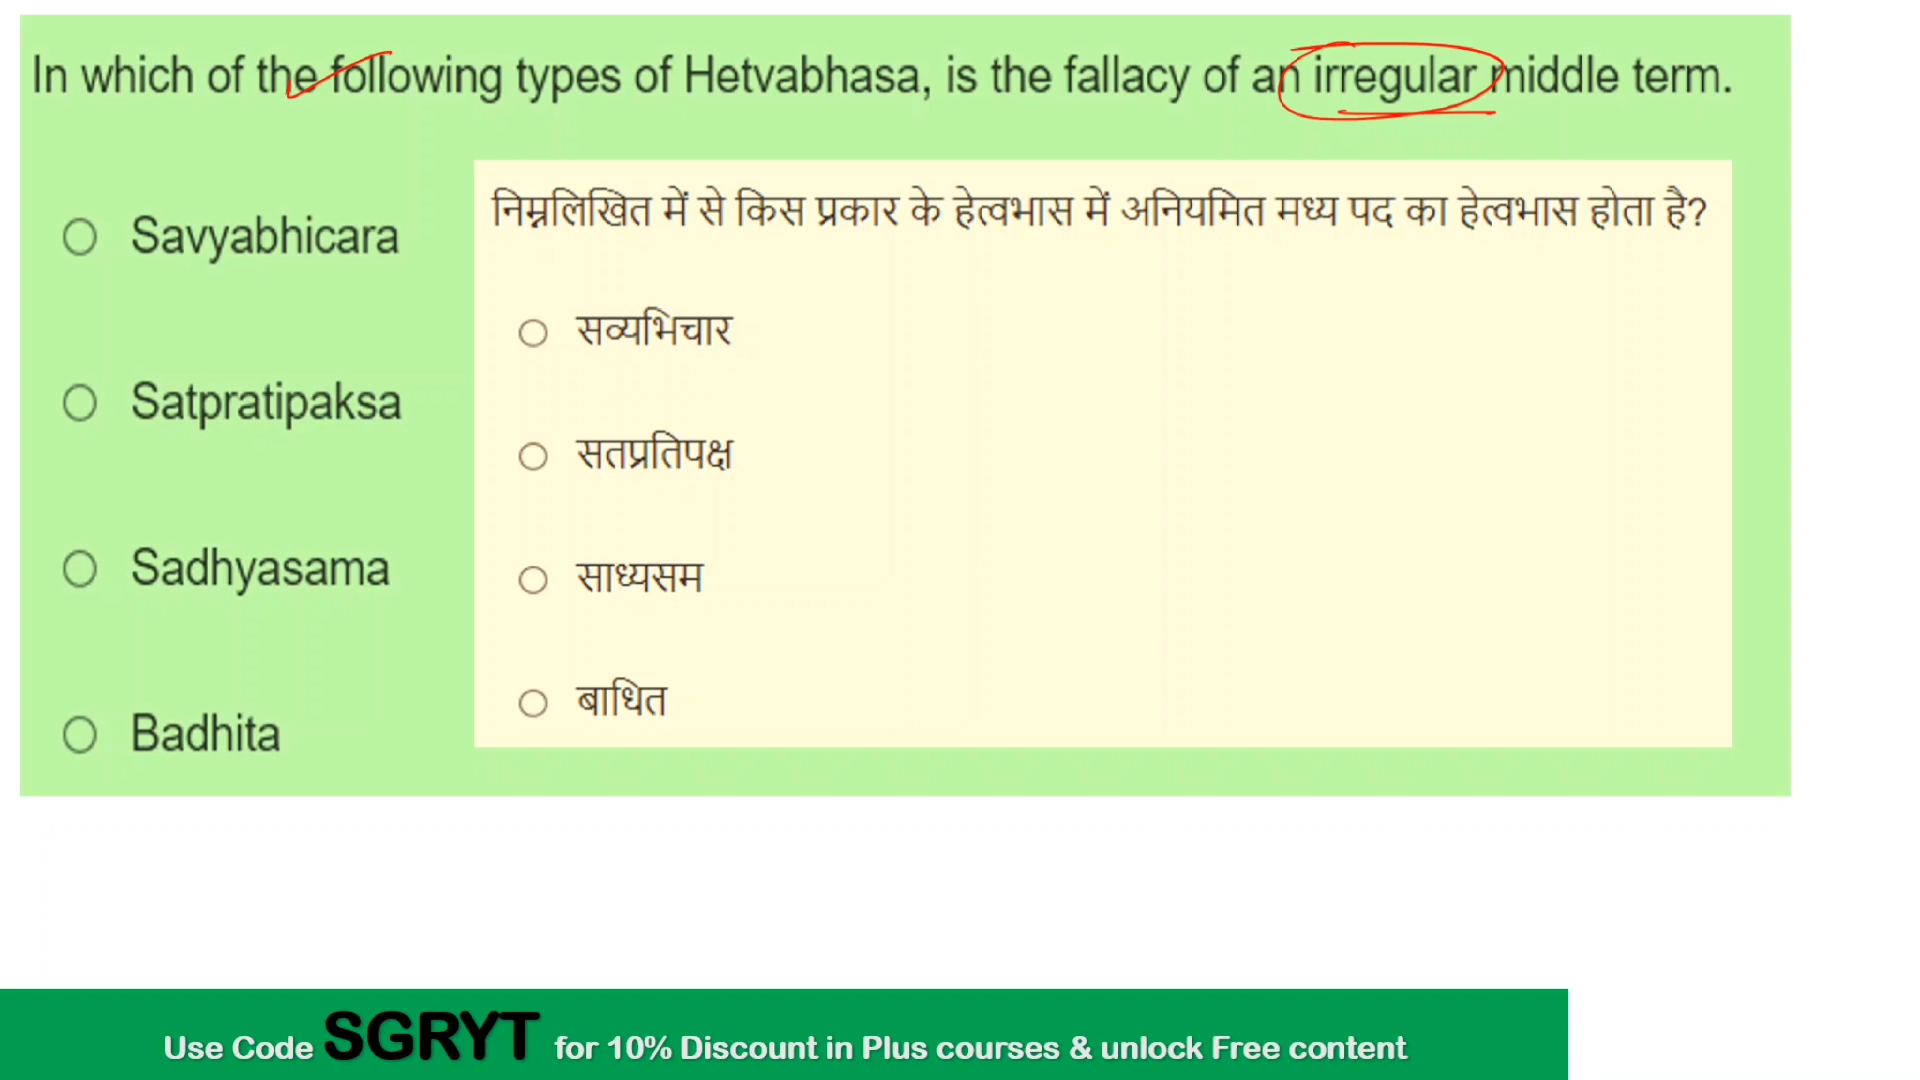 In which of the following types of Hetvabhasa, is the fallacy of an irregular middle term.
Savyabhicara
Satpratipaksa
Sadhyasama
Badhita
निम्नलिखित में से किस प्रकार के हेत्वभास में अनियमित मध्य पद का हेत्वभास होता है?
सव्यभिचार
सतप्रतिपक्ष
साध्यसम
बाधित
Use Code SGRYT for 10% Discount in Plus courses & unlock Free content